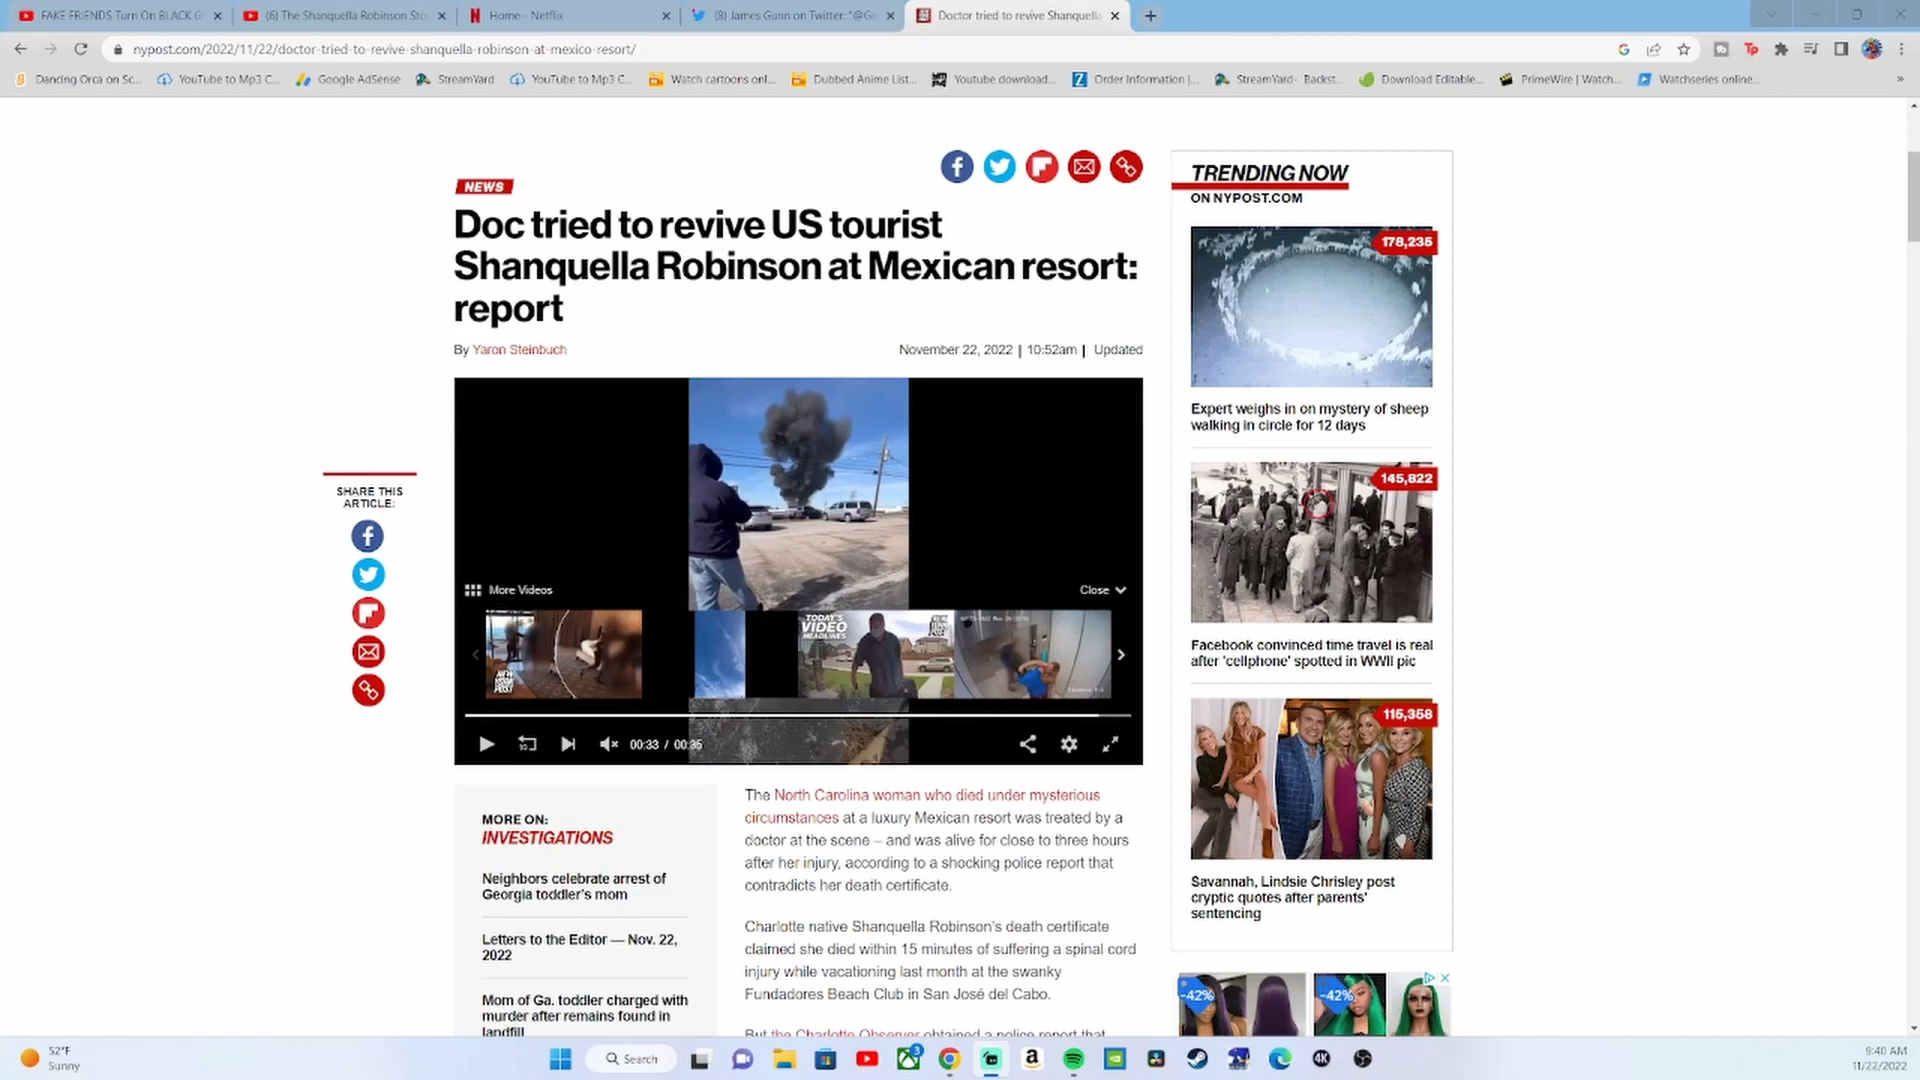 FAKE FRIENDS Turn On BLACK G
(6) The Shanquella Robinson Sto
Home - Netflix
(8) James Gunn on Twitter: "@Ge
Doctor tried to revive Shanquella
nypost.com/2022/11/22/doctor-tried-to-revive-shanquella-robinson-at-mexico-resort/
Dancing Orca on Sc...
YouTube to Mp3 C...
Google AdSense
StreamYard
YouTube to Mp3 C...
Watch cartoons onl...
Dubbed Anime List...
Youtube download...
Order Information |...
StreamYard- Backst...
Download Editable...
PrimeWire | Watch...
Watchseries online...
NEWS
Doc tried to revive US tourist
Shanquella Robinson at Mexican resort:
report
By Yaron Steinbuch
November 22, 2022 | 10:52am | Updated
SHARE THIS
ARTICLE:
More Videos
Close
NEW
YORK
POST
TODAY'S
VIDEO
HEADLINES
00:33 / 00:35
MORE ON:
INVESTIGATIONS
Neighbors celebrate arrest of
Georgia toddler's mom
Letters to the Editor — Nov. 22,
2022
Mom of Ga. toddler charged with
murder after remains found in
landfill
The North Carolina woman who died under mysterious
circumstances at a luxury Mexican resort was treated by a
doctor at the scene – and was alive for close to three hours
after her injury, according to a shocking police report that
contradicts her death certificate.
Charlotte native Shanquella Robinson's death certificate
claimed she died within 15 minutes of suffering a spinal cord
injury while vacationing last month at the swanky
Fundadores Beach Club in San José del Cabo.
But the Charlotte Observer obtained a police report that
TRENDING NOW
ON NYPOST.COM
178,235
Expert weighs in on mystery of sheep
walking in circle for 12 days
145,822
Facebook convinced time travel is real
after 'cellphone' spotted in WWII pic
115,358
Savannah, Lindsie Chrisley post
cryptic quotes after parents'
sentencing
-42%
-42%
52°F
Sunny
Search
3
4K
9:40 AM
11/22/2022